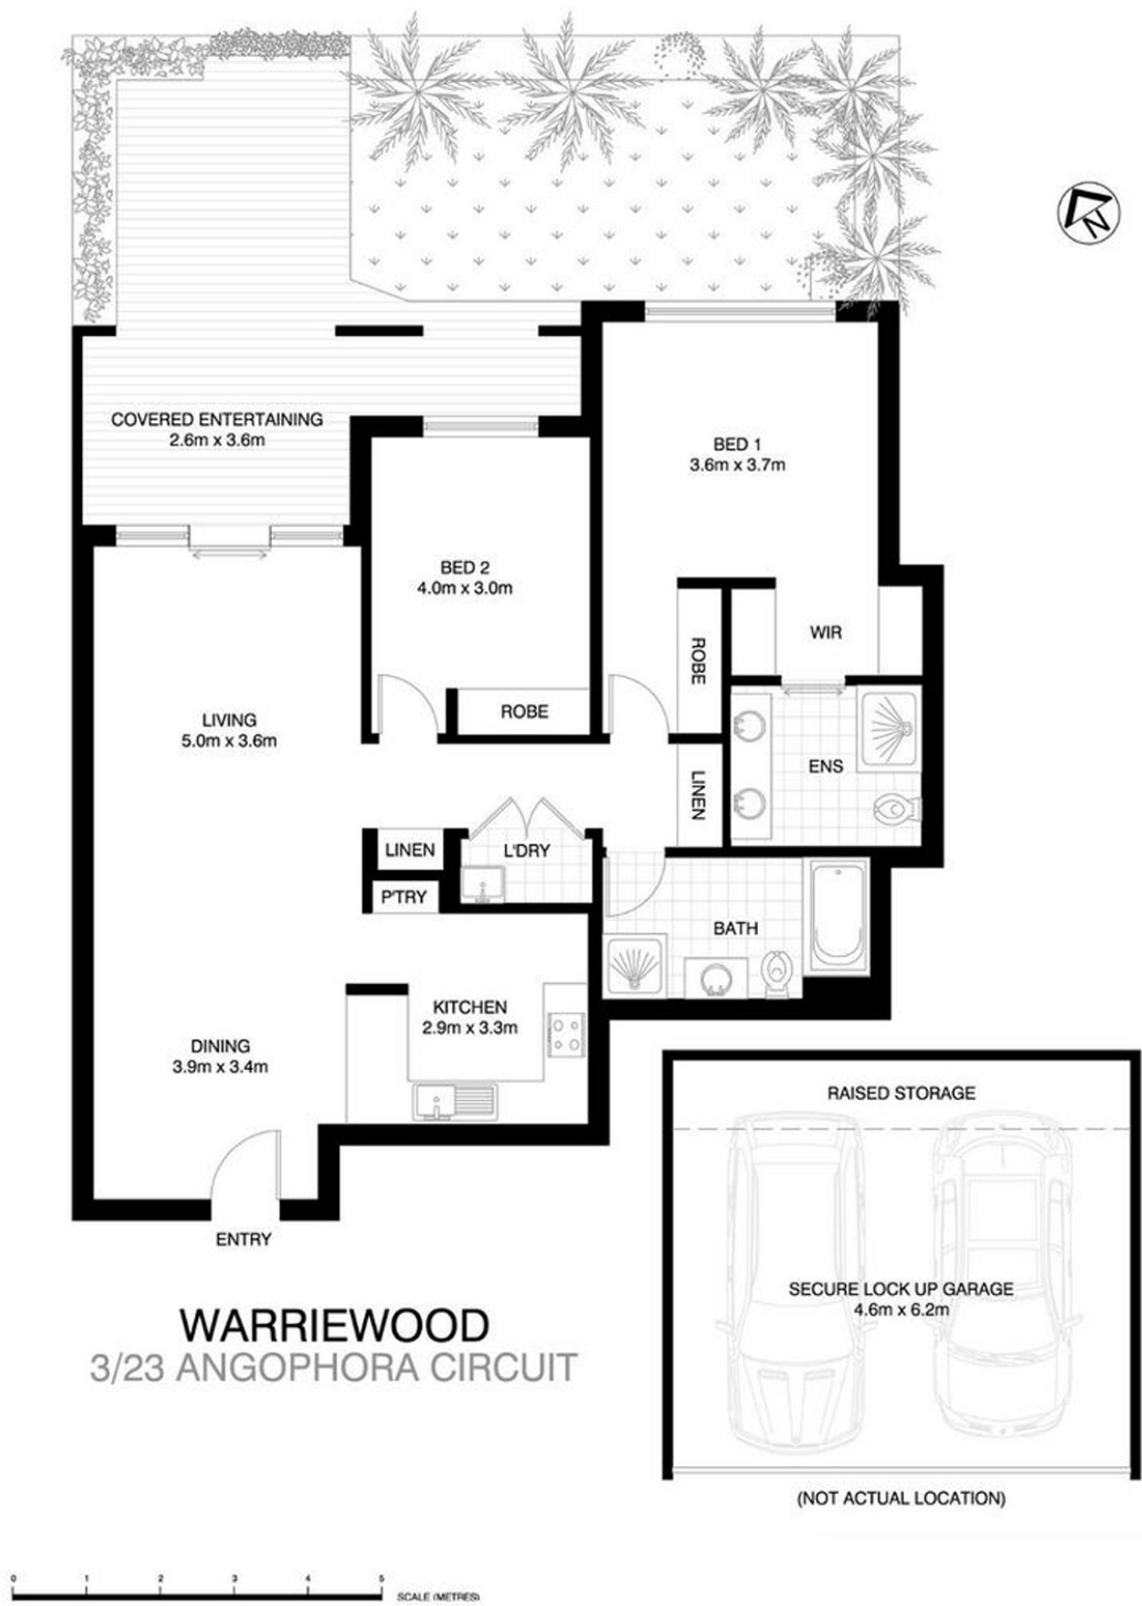 N
COVERED ENTERTAINING
2.6m x 3.6m
BED 1
3.6m x 3.7m
BED 2
4.0m x 3.0m
WIR
ROBE
ROBE
LIVING
5.0m x 3.6m
ENS
LINEN
LINEN
L'DRY
P'TRY
BATH
KITCHEN
2.9m x 3.3m
DINING
3.9m x 3.4m
ENTRY
RAISED STORAGE
SECURE LOCK UP GARAGE
4.6m x 6.2m
(NOT ACTUAL LOCATION)
WARRIEWOOD
3/23 ANGOPHORA CIRCUIT
0 1 2 3 4 5
SCALE (METRES)